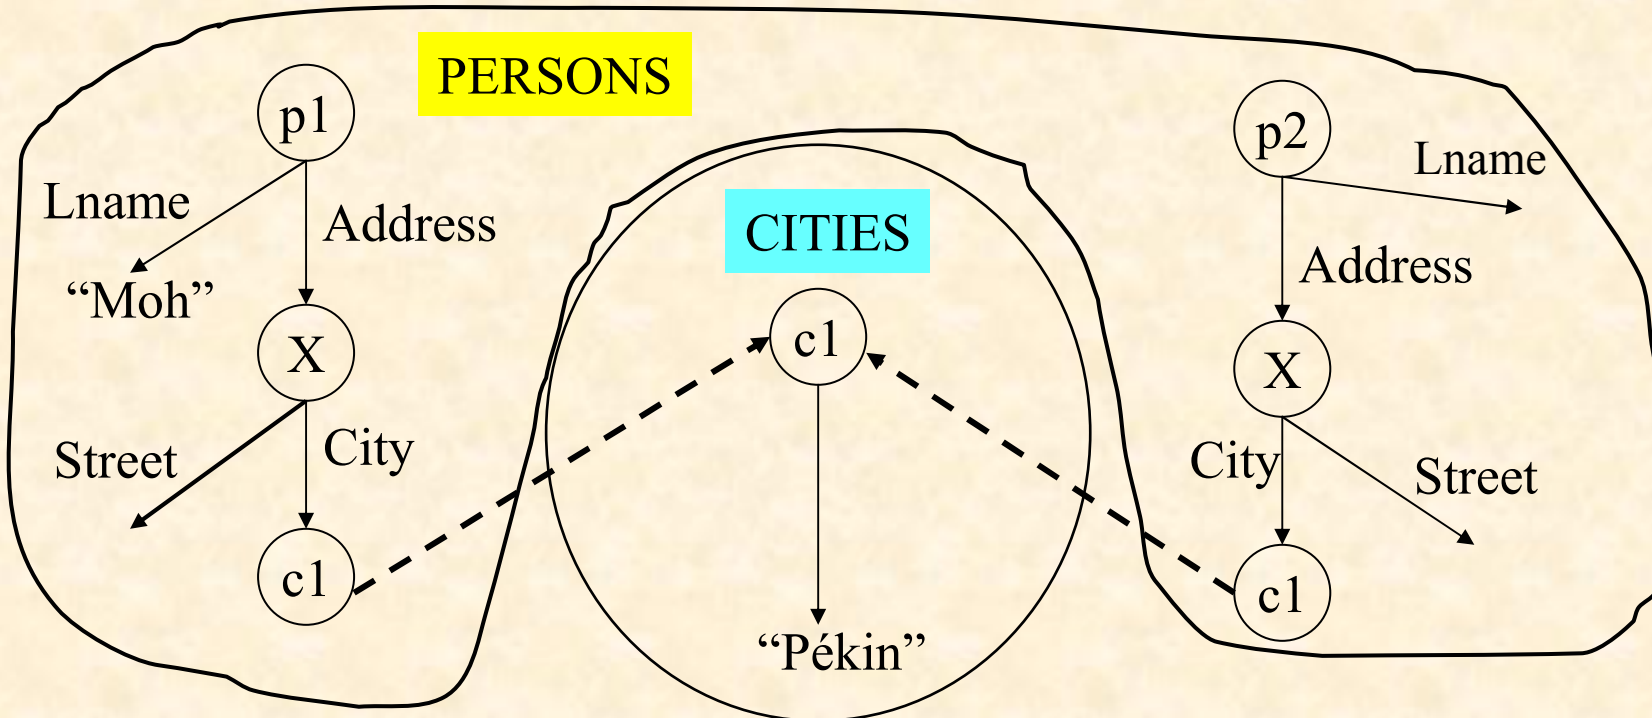 PERSONS
p1
Lname
Address
“Moh”
X
Street
City
c1
CITIES
c1
“Pékin”
p2
Lname
Address
X
City
Street
c1